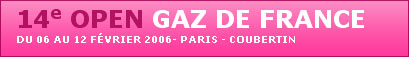 14e OPEN GAZ DE FRANCE
DU 06 AU 12 FÉVRIER 2006- PARIS - COUBERTIN